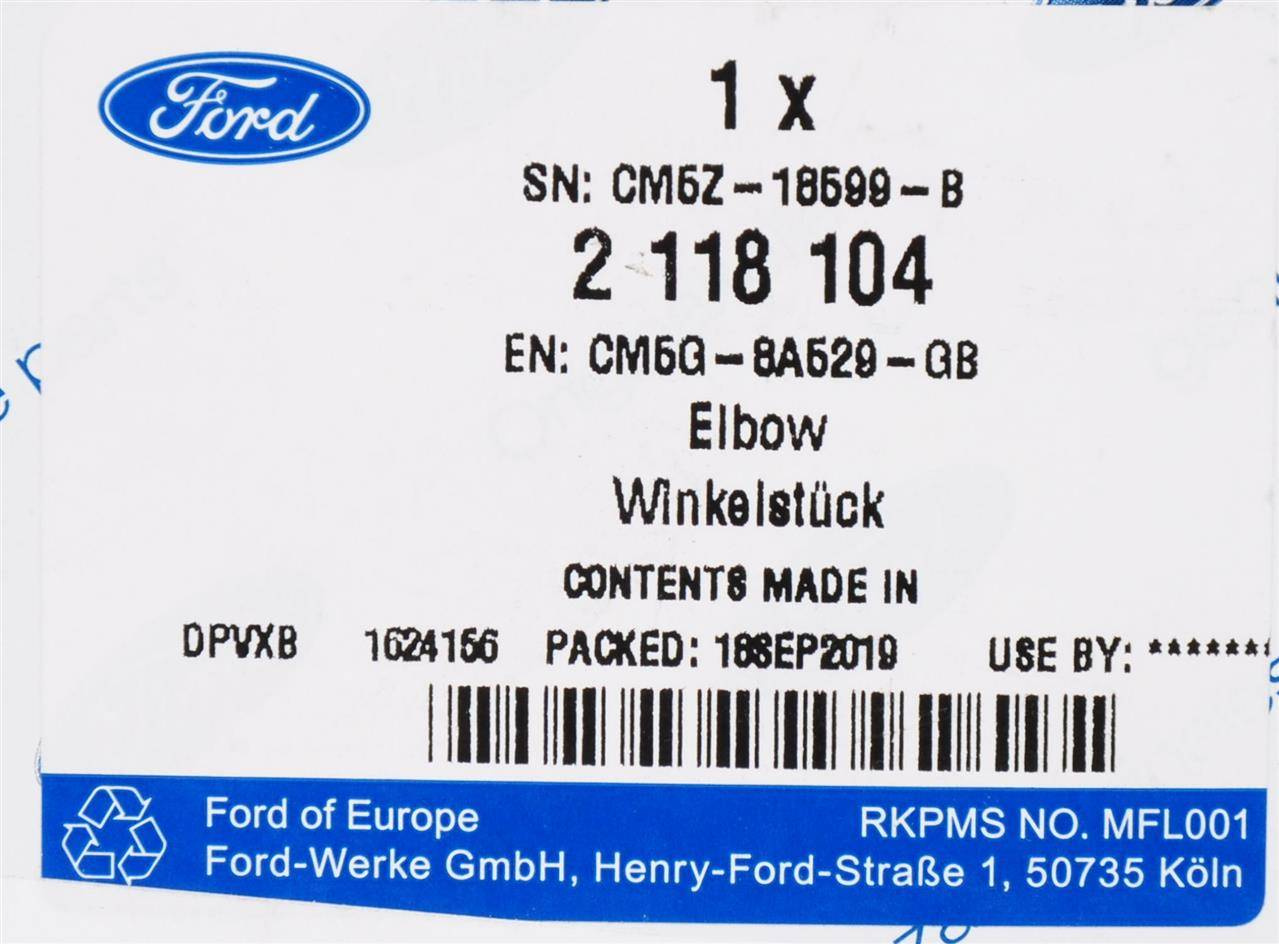 Ford
1 x
SN: CM5Z-18599-B
2 118 104
EN: CM5G-8A529-GB
Elbow
Winkelstück
CONTENTS MADE IN
DPVXB 1624156 PACKED: 18SEP2019 USE BY: *******
Ford of Europe RKPMS NO. MFL001
Ford-Werke GmbH, Henry-Ford-Straße 1, 50735 Köln